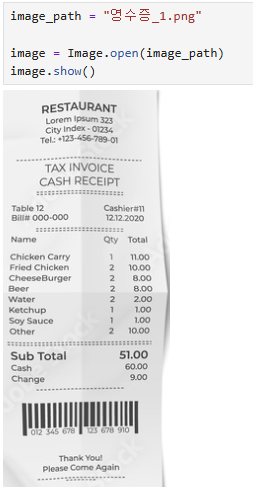 image_path = "영수증_1.png"
image = Image.open(image_path)
image.show()
RESTAURANT
Lorem Ipsum 323
City Index - 01234
Tel.: +123-456-789-01
TAX INVOICE
CASH RECEIPT
Table 12 Cashier#11
Bill# 000-000 12.12.2020
Name Qty Total
Chicken Carry 1 11.00
Fried Chicken 2 10.00
CheeseBurger 2 8.00
Beer 2 8.00
Water 2 2.00
Ketchup 1 1.00
Soy Sauce 1 1.00
Other 2 10.00
Sub Total 51.00
Cash 60.00
Change 9.00
012 345 678 123 678 910
Thank You!
Please Come Again